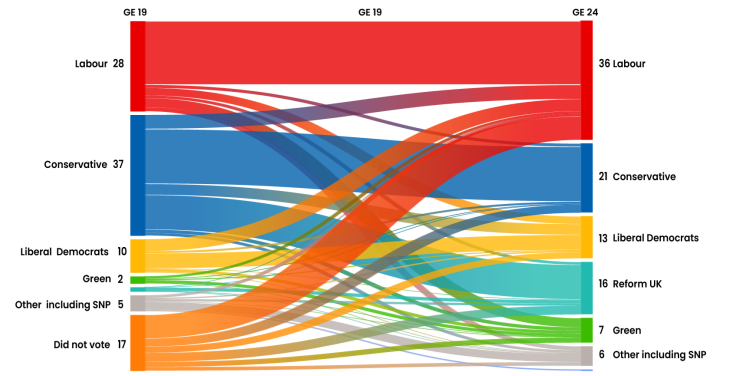 GE 19 GE 19 GE 24
Labour 28
36 Labour
Conservative 37
21 Conservative
Liberal Democrats 10
13 Liberal Democrats
Green 2
16 Reform UK
Other including SNP 5
7 Green
Did not vote 17
6 Other including SNP